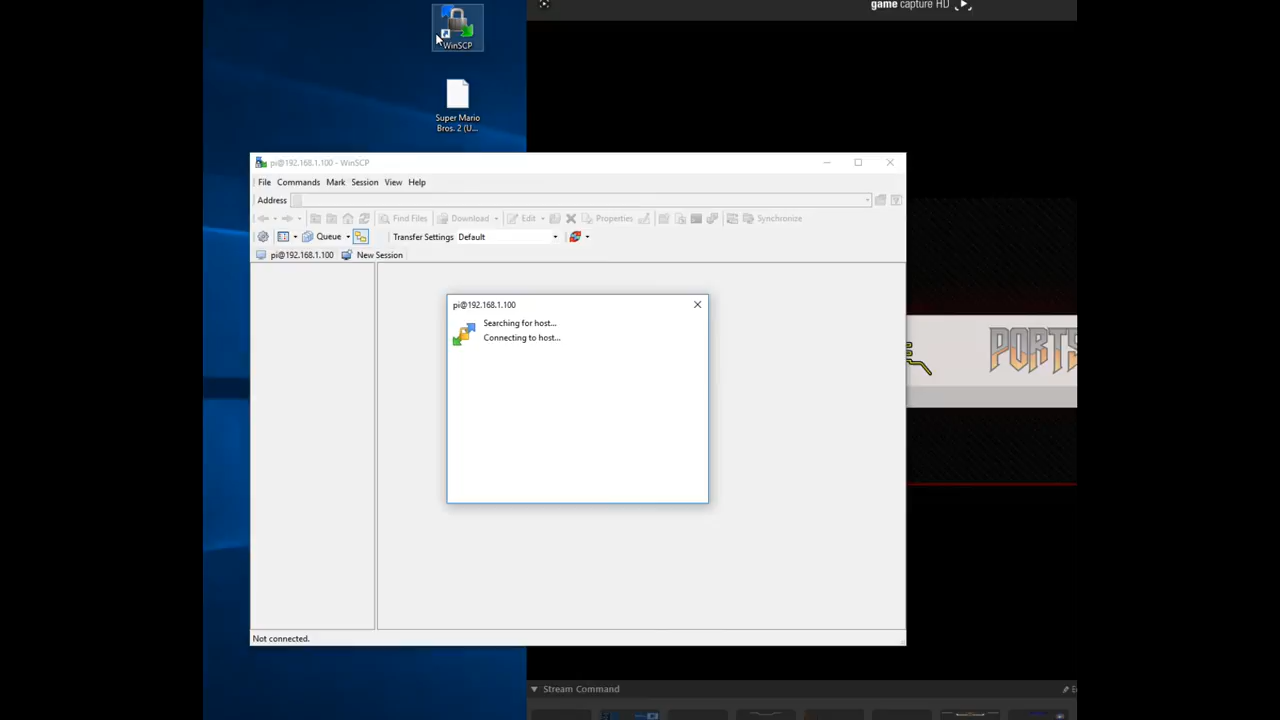 game capture HD
WinSCP
Super Mario
Bros. 2 (U...
pi@192.168.1.100 - WinSCP
File Commands Mark Session View Help
Address
Find Files Download Edit Properties Synchronize
Queue Transfer Settings Default
pi@192.168.1.100 New Session
pi@192.168.1.100
Searching for host...
Connecting to host...
PORTS
Not connected.
Stream Command